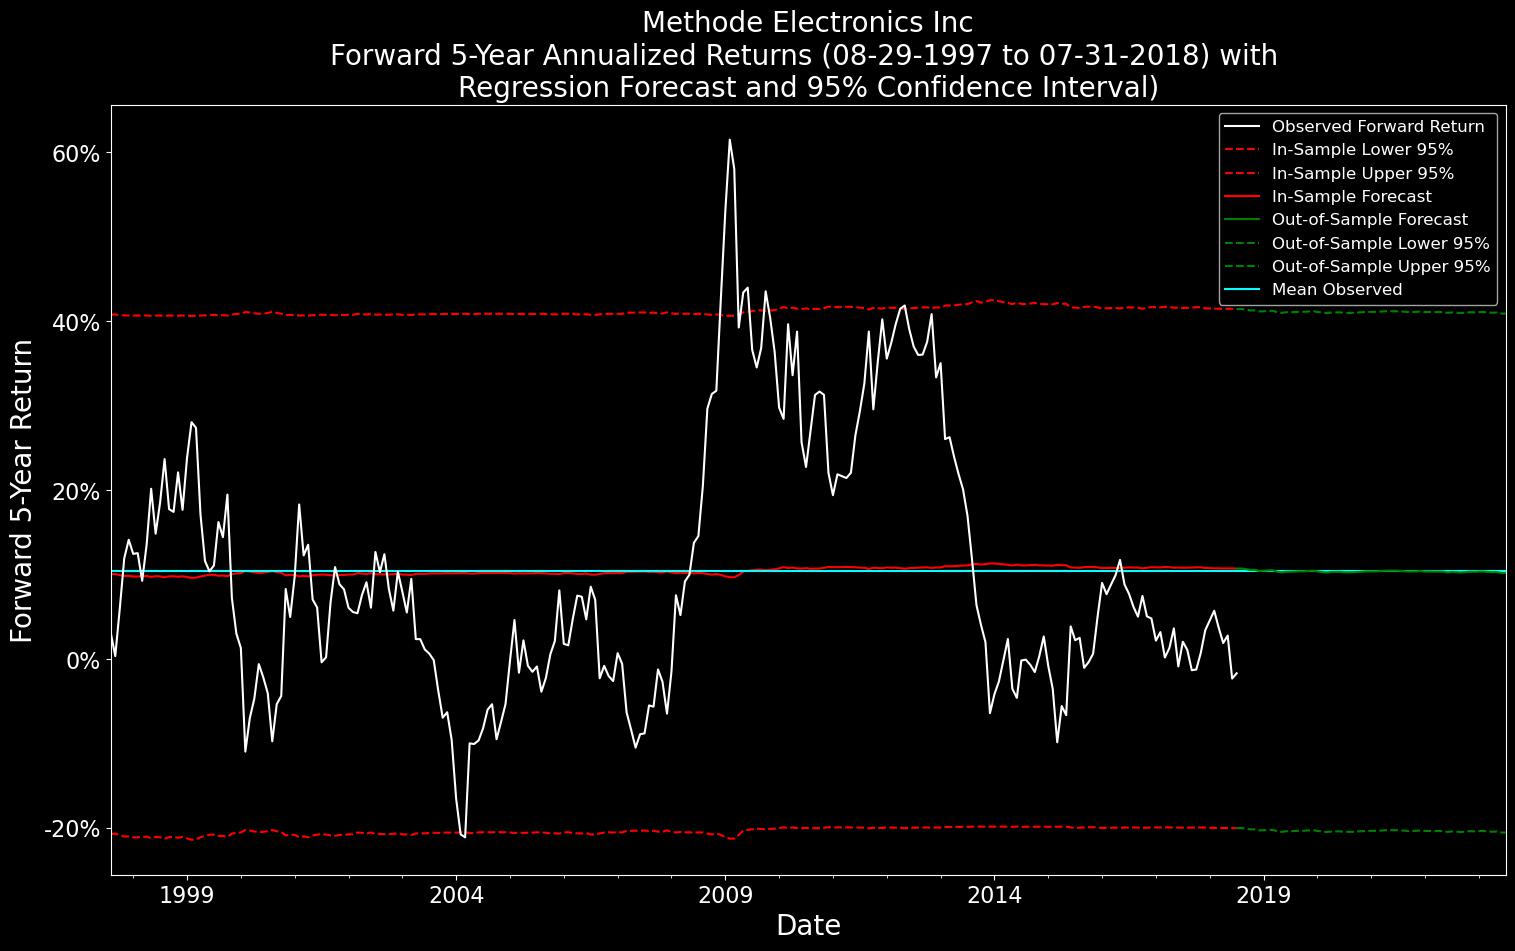 Methode Electronics Inc
Forward 5-Year Annualized Returns (08-29-1997 to 07-31-2018) with
Regression Forecast and 95% Confidence Interval)
Observed Forward Return
In-Sample Lower 95%
In-Sample Upper 95%
In-Sample Forecast
Out-of-Sample Forecast
Out-of-Sample Lower 95%
Out-of-Sample Upper 95%
Mean Observed
Forward 5-Year Return
60%
40%
20%
0%
-20%
1999 2004 2009 2014 2019
Date